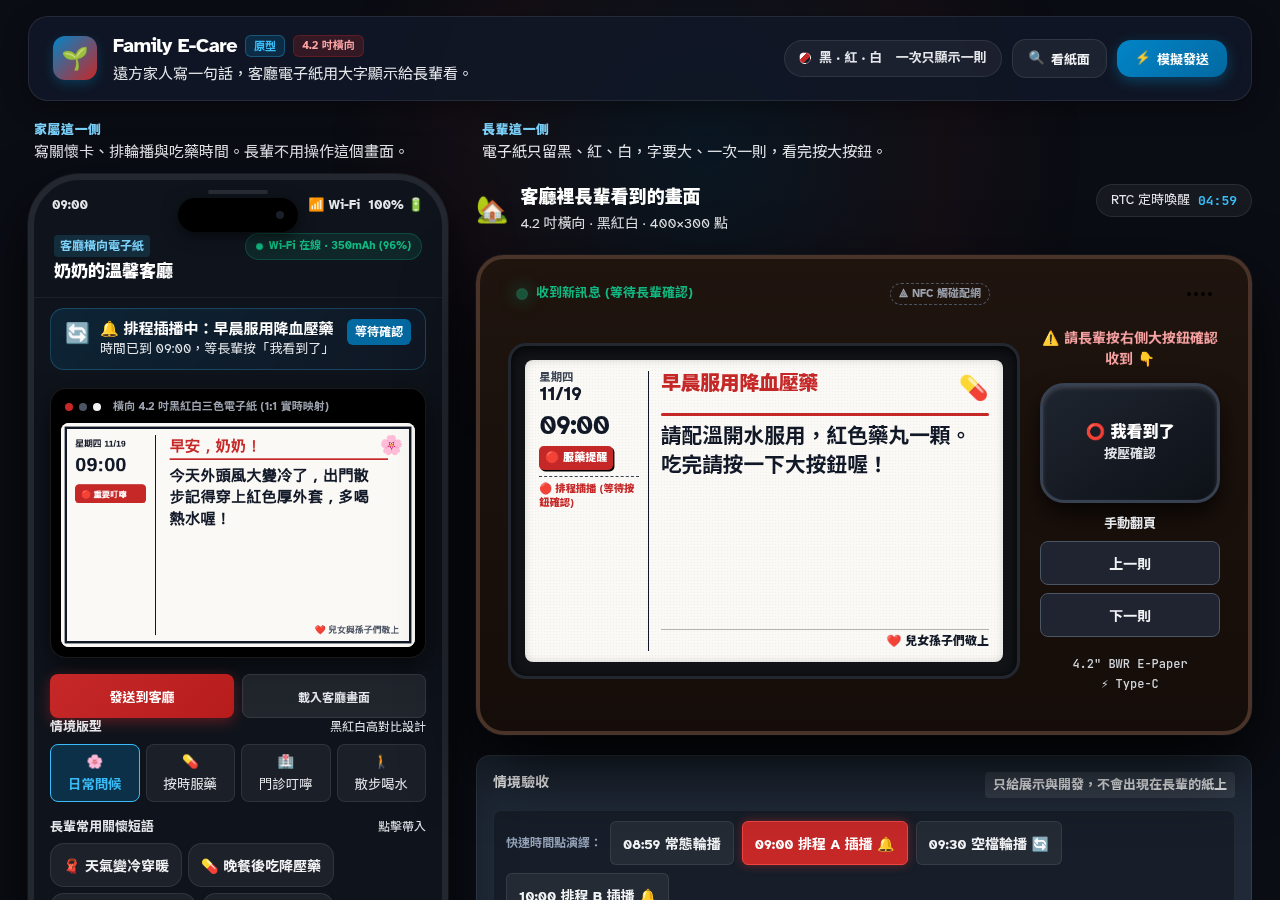 Family E-Care 原型 4.2 吋橫向
遠方家人寫一句話，客廳電子紙用大字顯示給長輩看。
黑 · 紅 · 白 一次只顯示一則
🔍 看紙面
⚡ 模擬發送
家屬這一側
寫關懷卡、排輪播與吃藥時間。長輩不用操作這個畫面。
09:00
📶 Wi-Fi 100% 🔋
客廳橫向電子紙
Wi-Fi 在線 · 350mAh (96%)
奶奶的溫馨客廳
🔔 排程插播中：早晨服用降血壓藥
時間已到 09:00，等長輩按「我看到了」
等待確認
橫向 4.2 吋黑紅白三色電子紙 (1:1 實時映射)
星期四 11/19
09:00
🔴 重要叮嚀
早安，奶奶！
今天外頭風大變冷了，出門散
步記得穿上紅色厚外套，多喝
熱水喔！
❤️ 兒女與孫子們敬上
發送到客廳
載入客廳畫面
情境版型
黑紅白高對比設計
日常問候
按時服藥
門診叮嚀
散步喝水
長輩常用關懷短語
點擊帶入
🧣 天氣變冷穿暖
💊 晚餐後吃降壓藥
長輩這一側
電子紙只留黑、紅、白，字要大、一次一則，看完按大按鈕。
客廳裡長輩看到的畫面
4.2 吋橫向 · 黑紅白 · 400×300 點
RTC 定時喚醒 04:59
收到新訊息 (等待長輩確認)
NFC 觸碰配網
星期四
11/19
09:00
🔴 服藥提醒
🔴 排程插播 (等待按
鈕確認)
早晨服用降血壓藥
請配溫開水服用，紅色藥丸一顆。
吃完請按一下大按鈕喔！
❤️ 兒女孫子們敬上
⚠️ 請長輩按右側大按鈕確認
收到 👇
⭕ 我看到了
按壓確認
手動翻頁
上一則
下一則
4.2" BWR E-Paper
⚡ Type-C
情境驗收
只給展示與開發，不會出現在長輩的紙上
快速時間點演繹：
08:59 常態輪播
09:00 排程 A 插播 🔔
09:30 空檔輪播 🔄
10:00 排程 B 插播 🔔